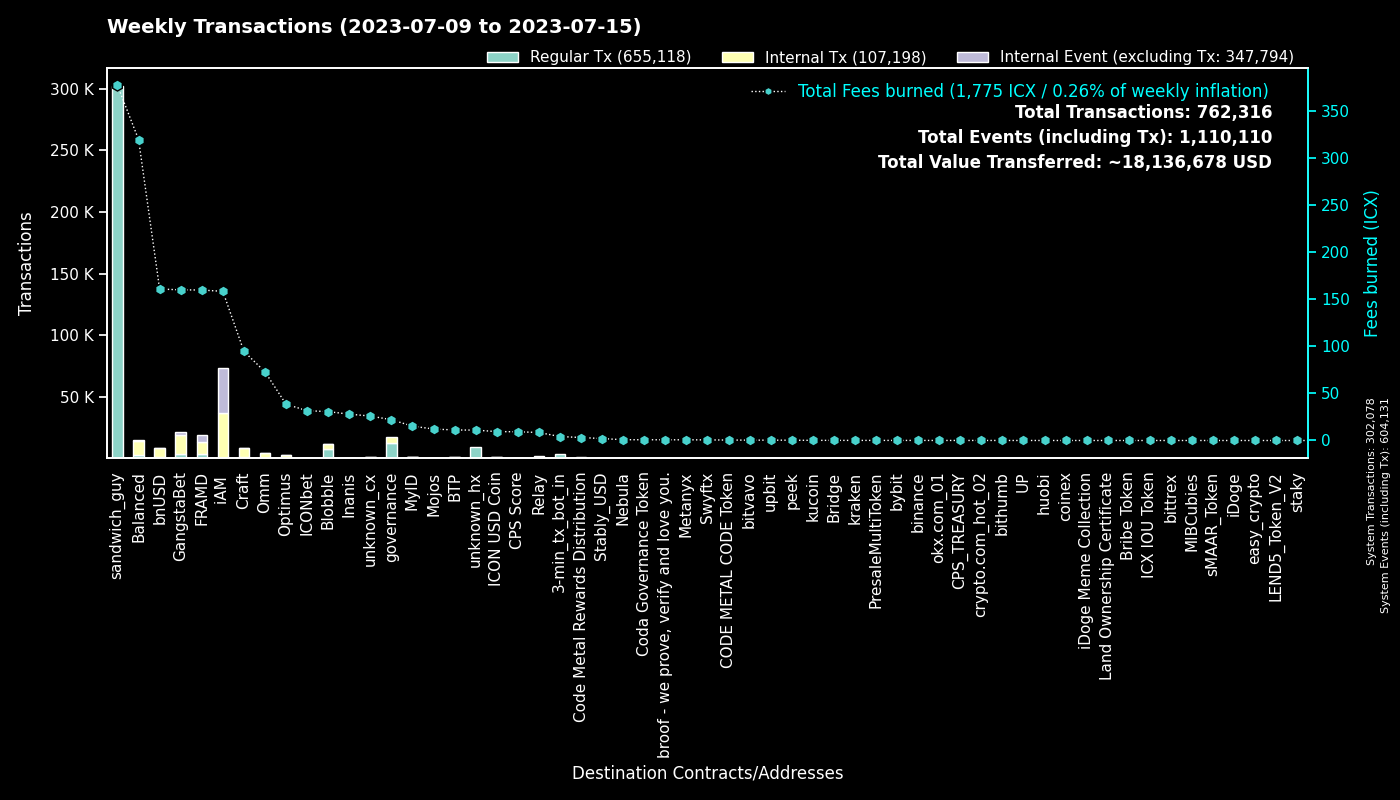 Weekly Transactions (2023-07-09 to 2023-07-15)
Regular Tx (655,118)
Internal Tx (107,198)
Internal Event (excluding Tx: 347,794)
Total Fees burned (1,775 ICX / 0.26% of weekly inflation)
Total Transactions: 762,316
Total Events (including Tx): 1,110,110
Total Value Transferred: ~18,136,678 USD
Transactions
300 K
250 K
200 K
150 K
100 K
50 K
350
300
250
200
150
100
50
0
Fees burned (ICX)
System Transactions: 302,078
System Events (including Tx): 604,131
sandwich_guy
Balanced
bnUSD
GangstaBet
FRAMD
iAM
Craft
Omm
Optimus
ICONbet
Blobble
Inanis
unknown_cx
governance
MyID
Mojos
BTP
unknown_hx
ICON USD Coin
CPS Score
Relay
3-min_tx_bot_in
Code Metal Rewards Distribution
Stably_USD
Nebula
Coda Governance Token
broof - we prove, verify and love you.
Metanyx
Swyftx
CODE METAL CODE Token
bitvavo
upbit
peek
kucoin
Bridge
kraken
PresaleMultiToken
bybit
binance
okx.com_01
CPS_TREASURY
crypto.com_hot_02
bithumb
UP
huobi
coinex
iDoge Meme Collection
Land Ownership Certificate
Bribe Token
ICX IOU Token
bittrex
MIBCubies
sMAAR_Token
iDoge
easy_crypto
LEND5_Token_V2
staky
Destination Contracts/Addresses